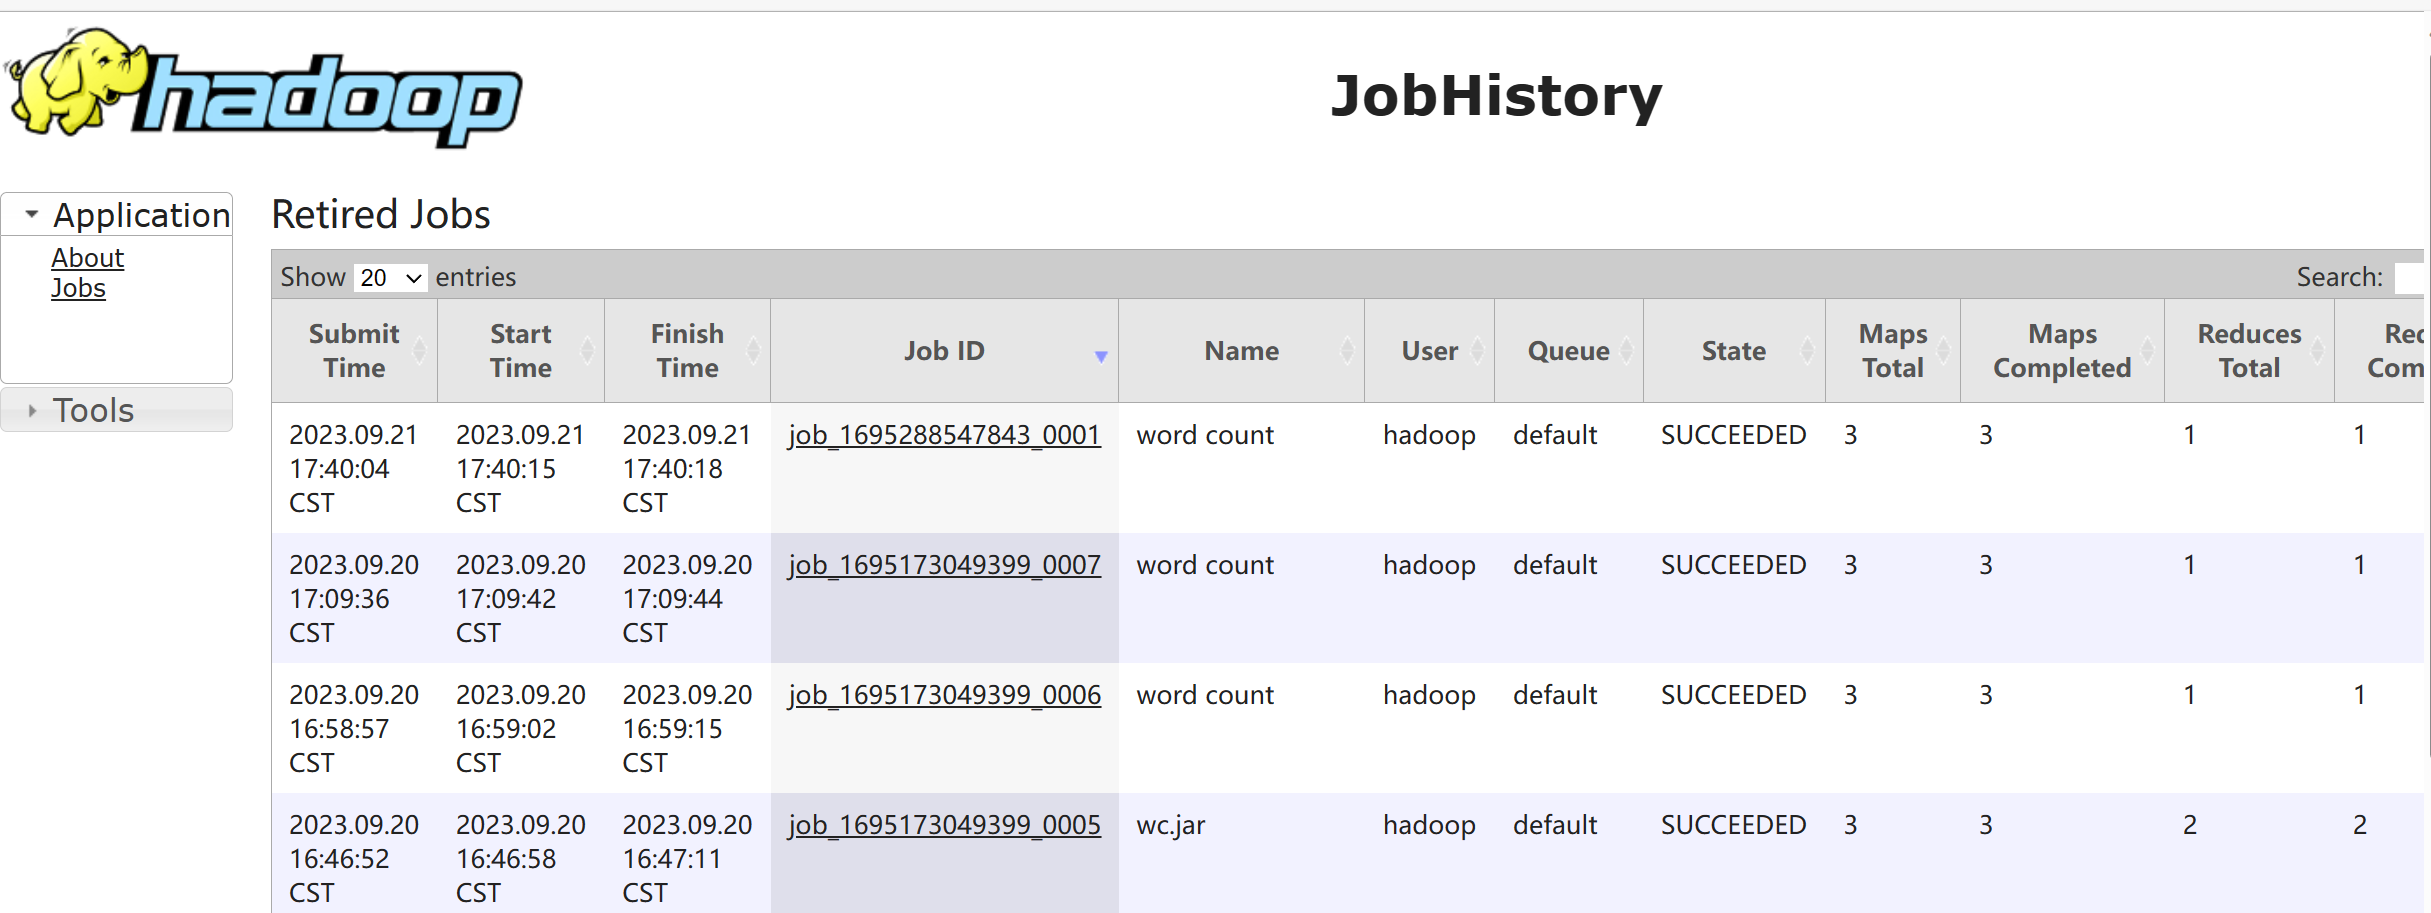 hadoop
JobHistory
Application
About
Jobs
Tools
Retired Jobs
Show 20 entries
Search:
Submit Time Start Time Finish Time Job ID Name User Queue State Maps Total Maps Completed Reduces Total
2023.09.21 17:40:04 CST 2023.09.21 17:40:15 CST 2023.09.21 17:40:18 CST job_1695288547843_0001 word count hadoop default SUCCEEDED 3 3 1 1
2023.09.20 17:09:36 CST 2023.09.20 17:09:42 CST 2023.09.20 17:09:44 CST job_1695173049399_0007 word count hadoop default SUCCEEDED 3 3 1 1
2023.09.20 16:58:57 CST 2023.09.20 16:59:02 CST 2023.09.20 16:59:15 CST job_1695173049399_0006 word count hadoop default SUCCEEDED 3 3 1 1
2023.09.20 16:46:52 CST 2023.09.20 16:46:58 CST 2023.09.20 16:47:11 CST job_1695173049399_0005 wc.jar hadoop default SUCCEEDED 3 3 2 2